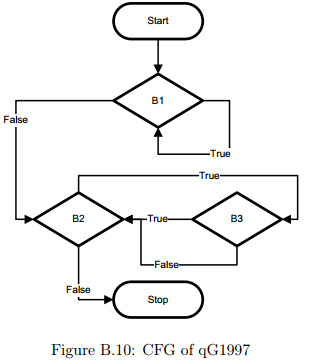 Start
B1
False
True
True
B2
True
B3
False
False
Stop
Figure B.10: CFG of qG1997